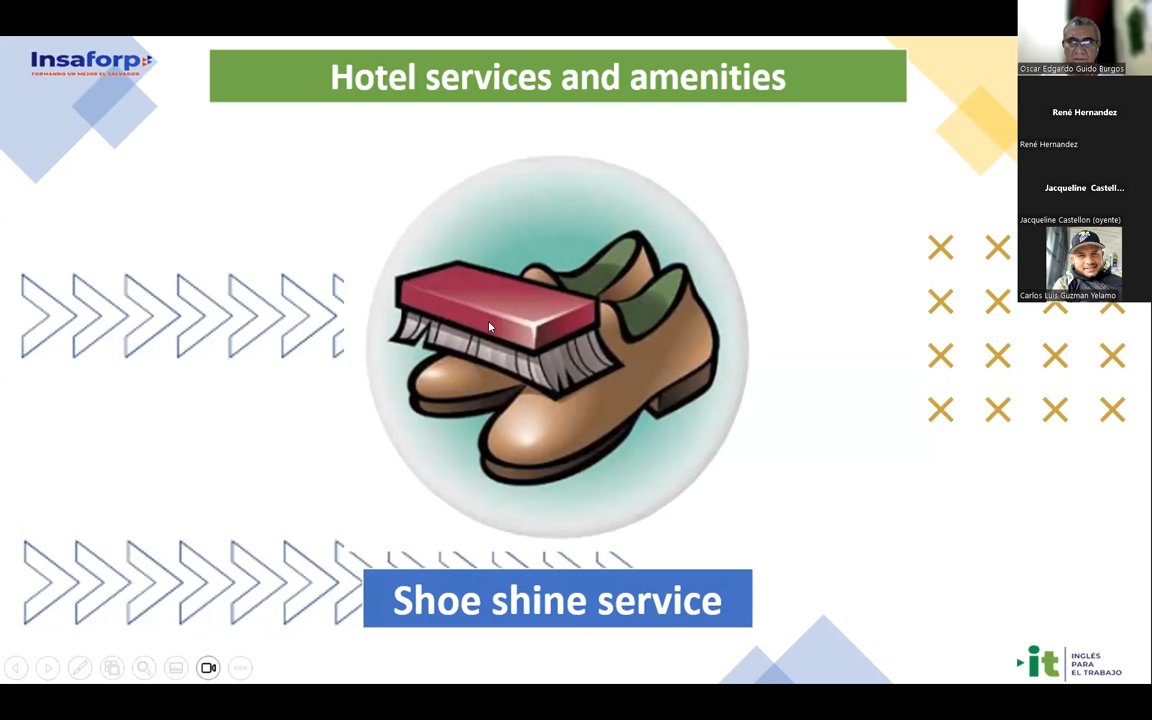 Insaforp
FORMANDO UN MEJOR EL SALVADOR
Hotel services and amenities
Shoe shine service
it
INGLÉS
PARA
EL TRABAJO
Oscar Edgardo Guido Burgos
René Hernandez
René Hernandez
Jacqueline Castell...
Jacqueline Castellon (oyente)
Carlos Luis Guzman Yelamo